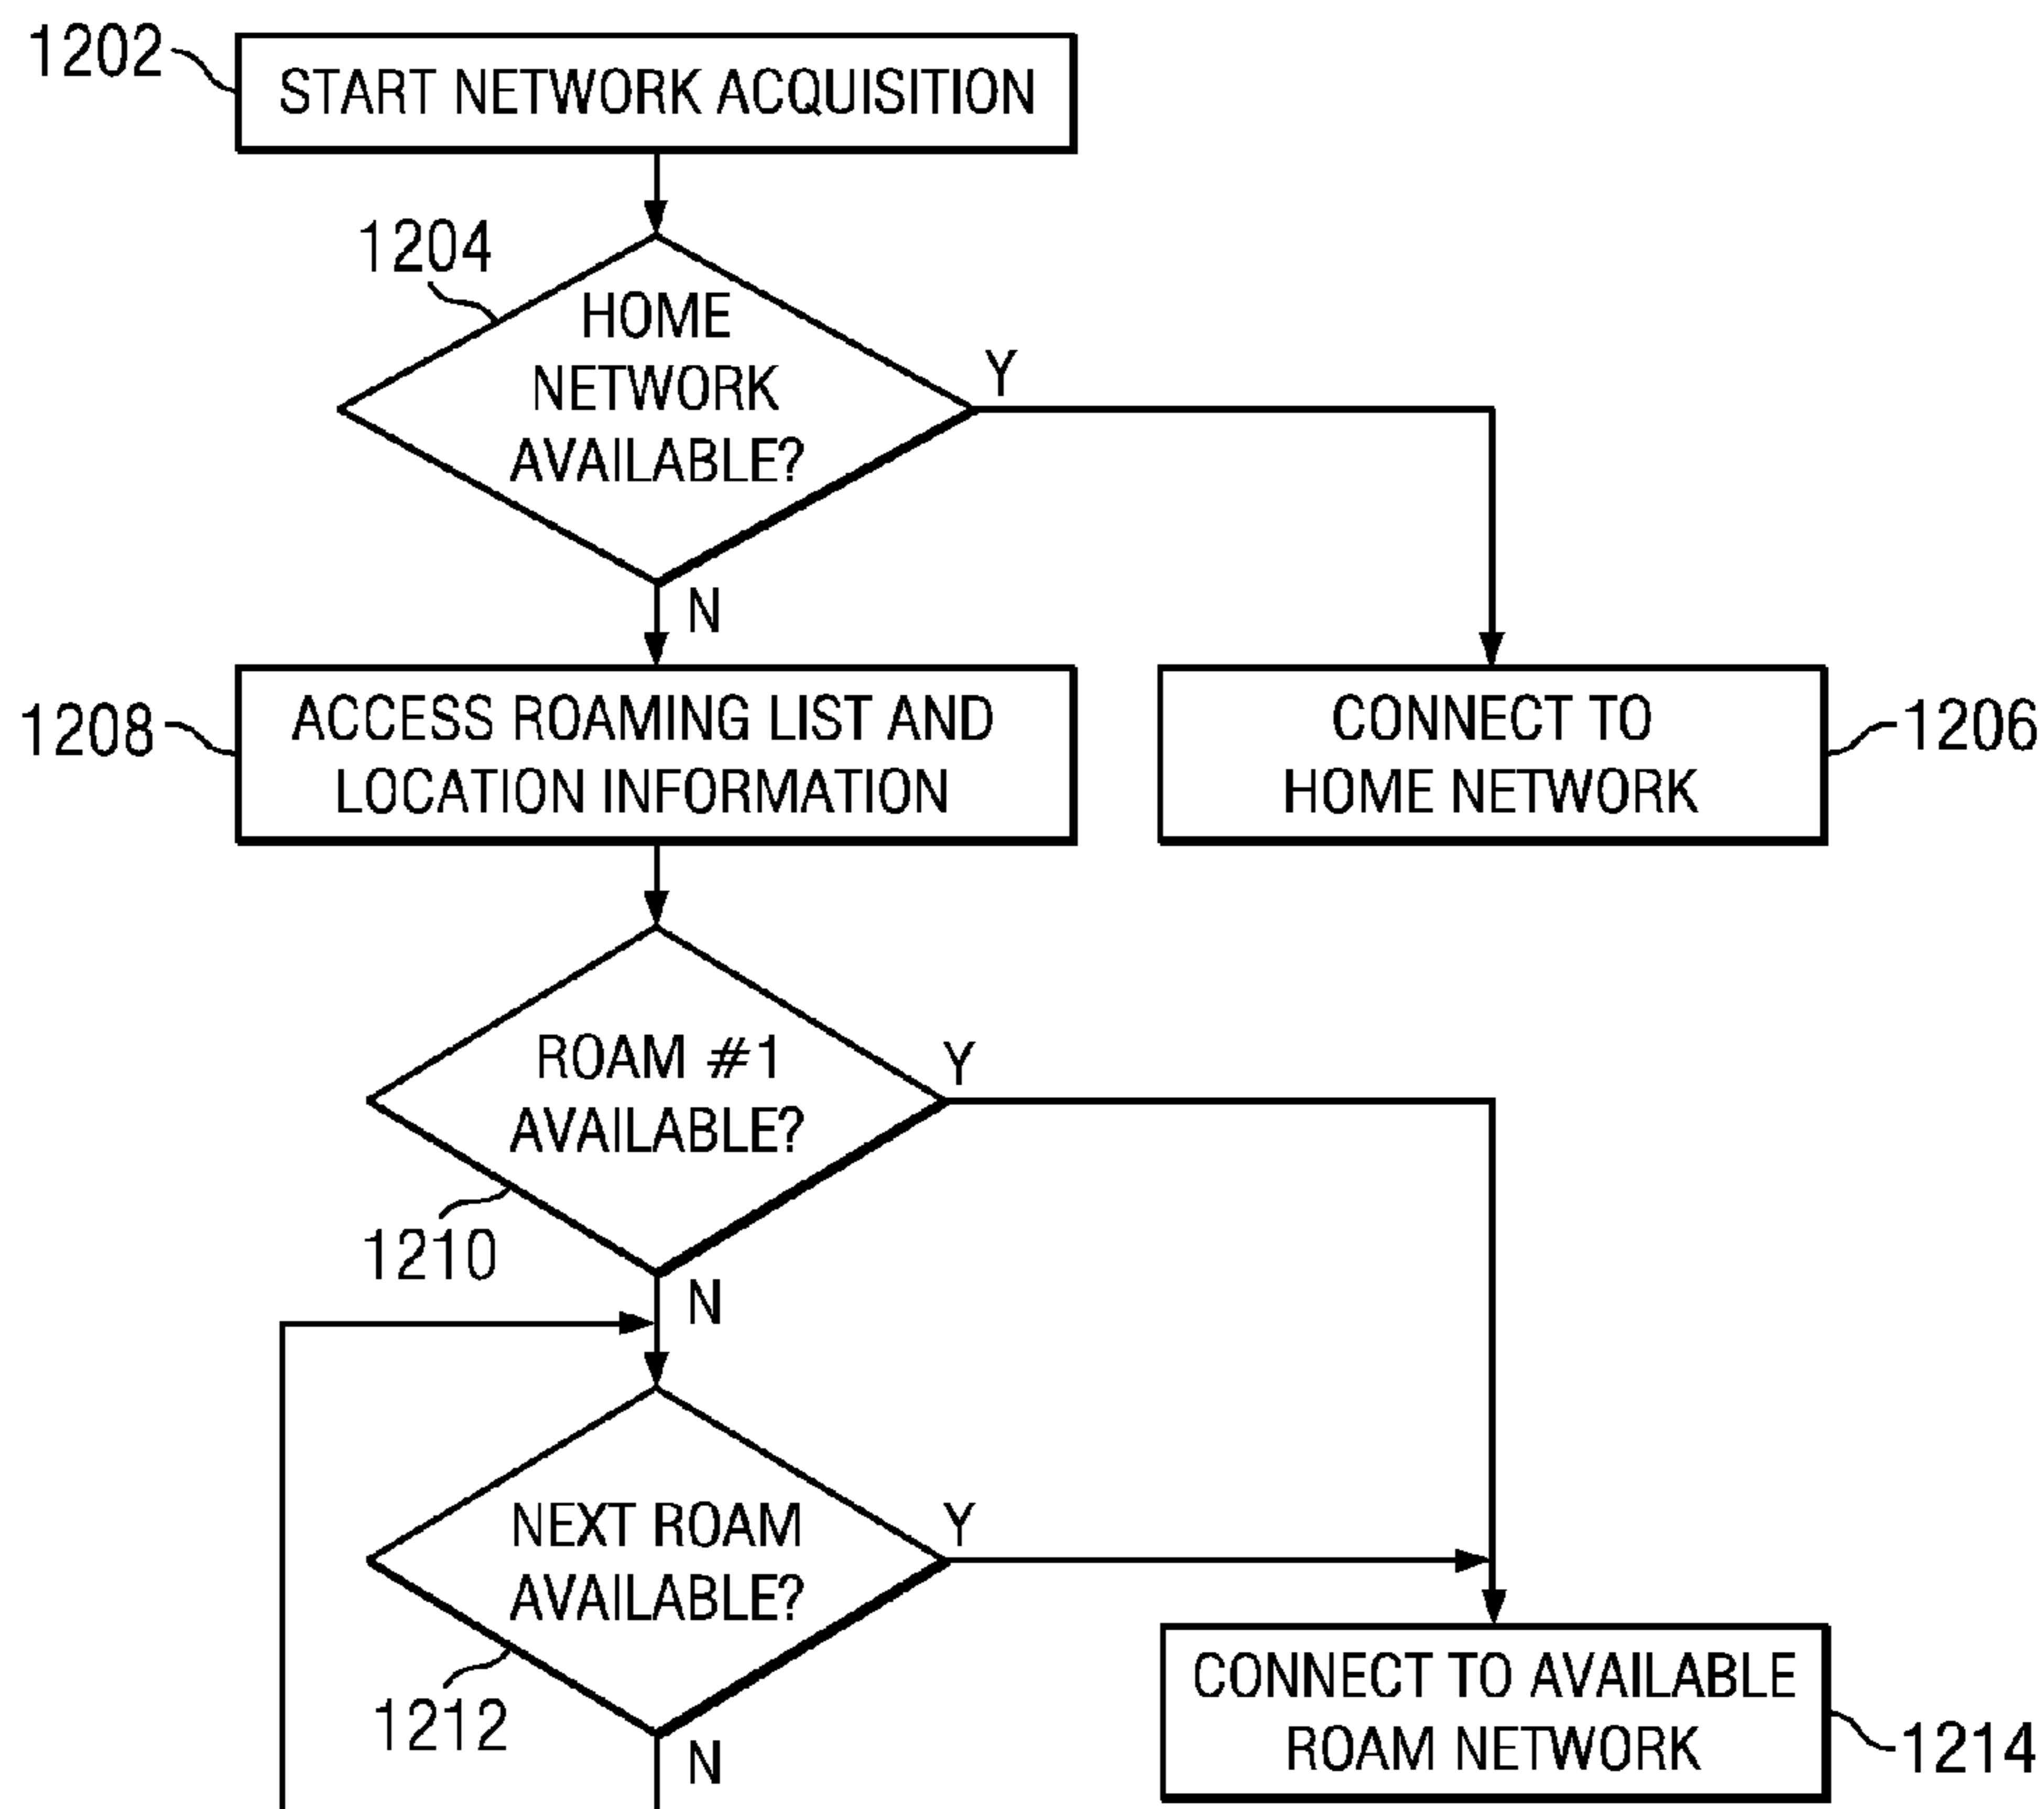 1202
START NETWORK ACQUISITION
1204
HOME
NETWORK
AVAILABLE?
Y
N
1208
ACCESS ROAMING LIST AND
LOCATION INFORMATION
CONNECT TO
HOME NETWORK
1206
ROAM #1
AVAILABLE?
Y
1210
N
NEXT ROAM
AVAILABLE?
Y
1212
N
CONNECT TO AVAILABLE
ROAM NETWORK
1214